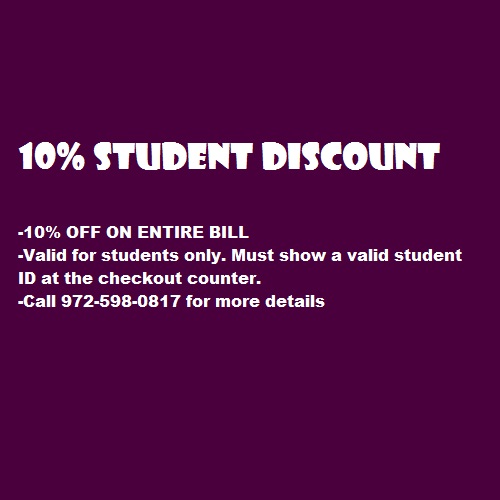 10% STUDENT DISCOUNT
-10% OFF ON ENTIRE BILL
-Valid for students only. Must show a valid student
ID at the checkout counter.
-Call 972-598-0817 for more details